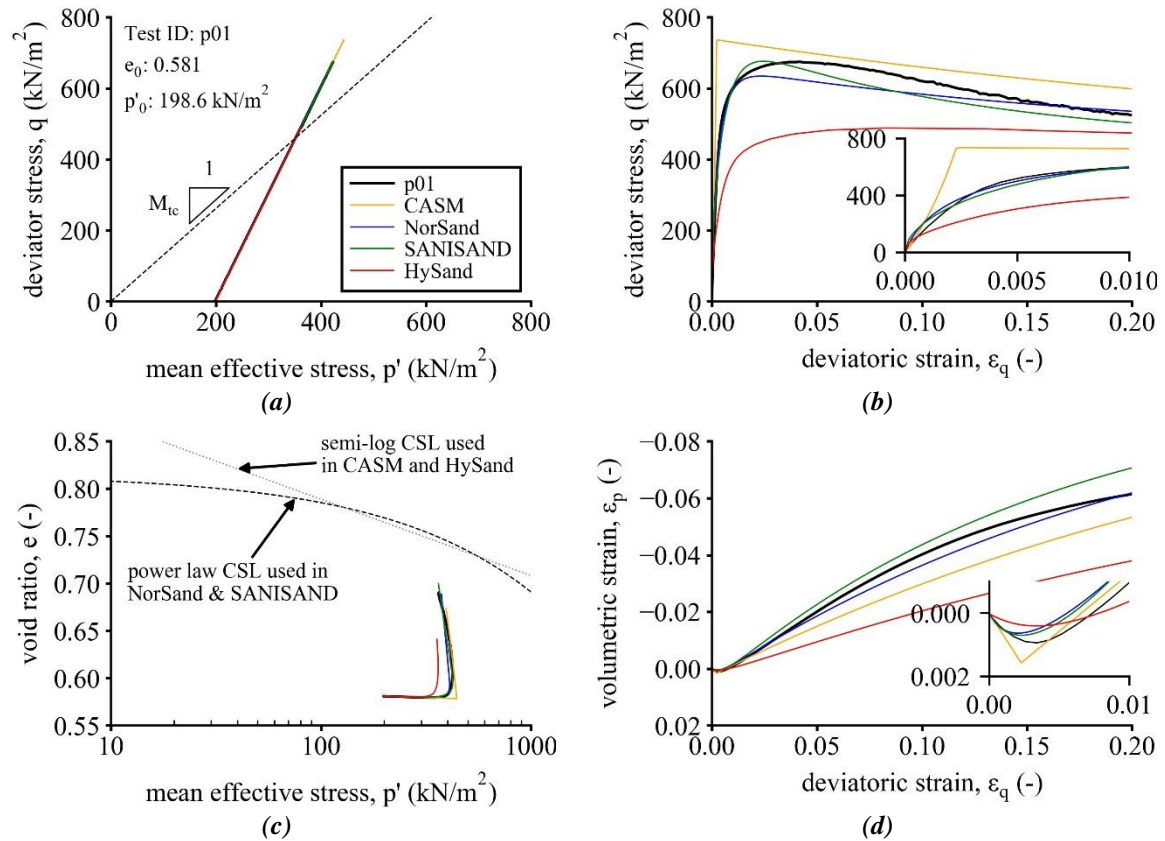 800
600
400
200
0
deviator stress, q (kN/m²)
Test ID: p01
e₀: 0.581
p'₀: 198.6 kN/m²
1
Mₜc
p01
CASM
NorSand
SANISAND
HySand
0 200 400 600 800
mean effective stress, p' (kN/m²)
(a)
800
600
400
200
0
deviator stress, q (kN/m²)
800
400
0
0.000 0.005 0.010
0.00 0.05 0.10 0.15 0.20
deviatoric strain, ε_q (-)
(b)
0.85
0.80
0.75
0.70
0.65
0.60
0.55
void ratio, e (-)
semi-log CSL used
in CASM and HySand
power law CSL used in
NorSand & SANISAND
10 100 1000
mean effective stress, p' (kN/m²)
(c)
−0.08
−0.06
−0.04
−0.02
0.00
0.02
volumetric strain, εₚ (-)
0.000
0.002
0.00 0.01
0.00 0.05 0.10 0.15 0.20
deviatoric strain, ε_q (-)
(d)